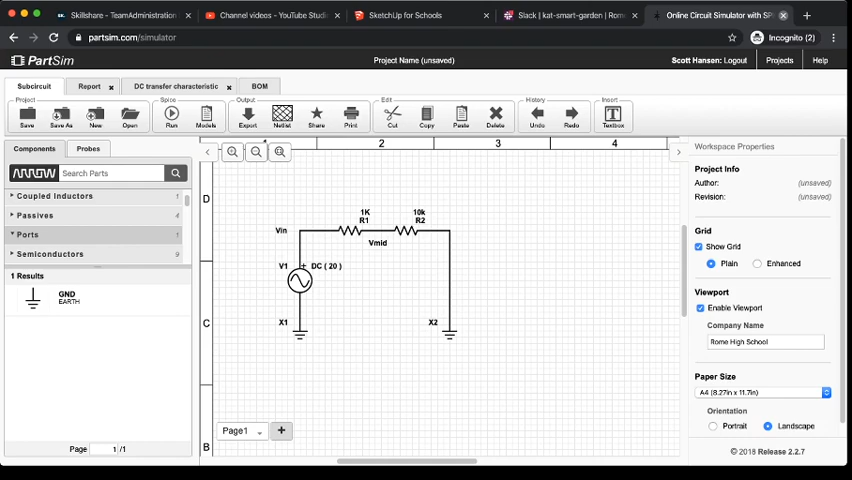 Skillshare - TeamAdministration
Channel videos - YouTube Studi
SketchUp for Schools
Slack | kat-smart-garden | Rom
Online Circuit Simulator with SP
partsim.com/simulator
Incognito (2)
PartSim
Project Name (unsaved)
Scott Hansen: Logout
Projects
Help
Subcircuit
Report
DC transfer characteristic
BOM
Project
Spice
Output
Edit
History
Insert
Save
Save As
New
Open
Run
Models
Export
Netlist
Share
Print
Cut
Copy
Paste
Delete
Undo
Redo
Textbox
Components
Probes
ARROW
Search Parts
Coupled Inductors 1
Passives 4
Ports 1
Semiconductors 9
1 Results
GND
EARTH
Page 1 /1
2
3
4
D
C
B
1K
R1
10k
R2
Vin
Vmid
V1
+
DC ( 20 )
X1
X2
Page1
+
Workspace Properties
Project Info
Author: (unsaved)
Revision: (unsaved)
Grid
Show Grid
Plain
Enhanced
Viewport
Enable Viewport
Company Name
Rome High School
Paper Size
A4 (8.27in x 11.7in)
Orientation
Portrait
Landscape
© 2018 Release 2.2.7